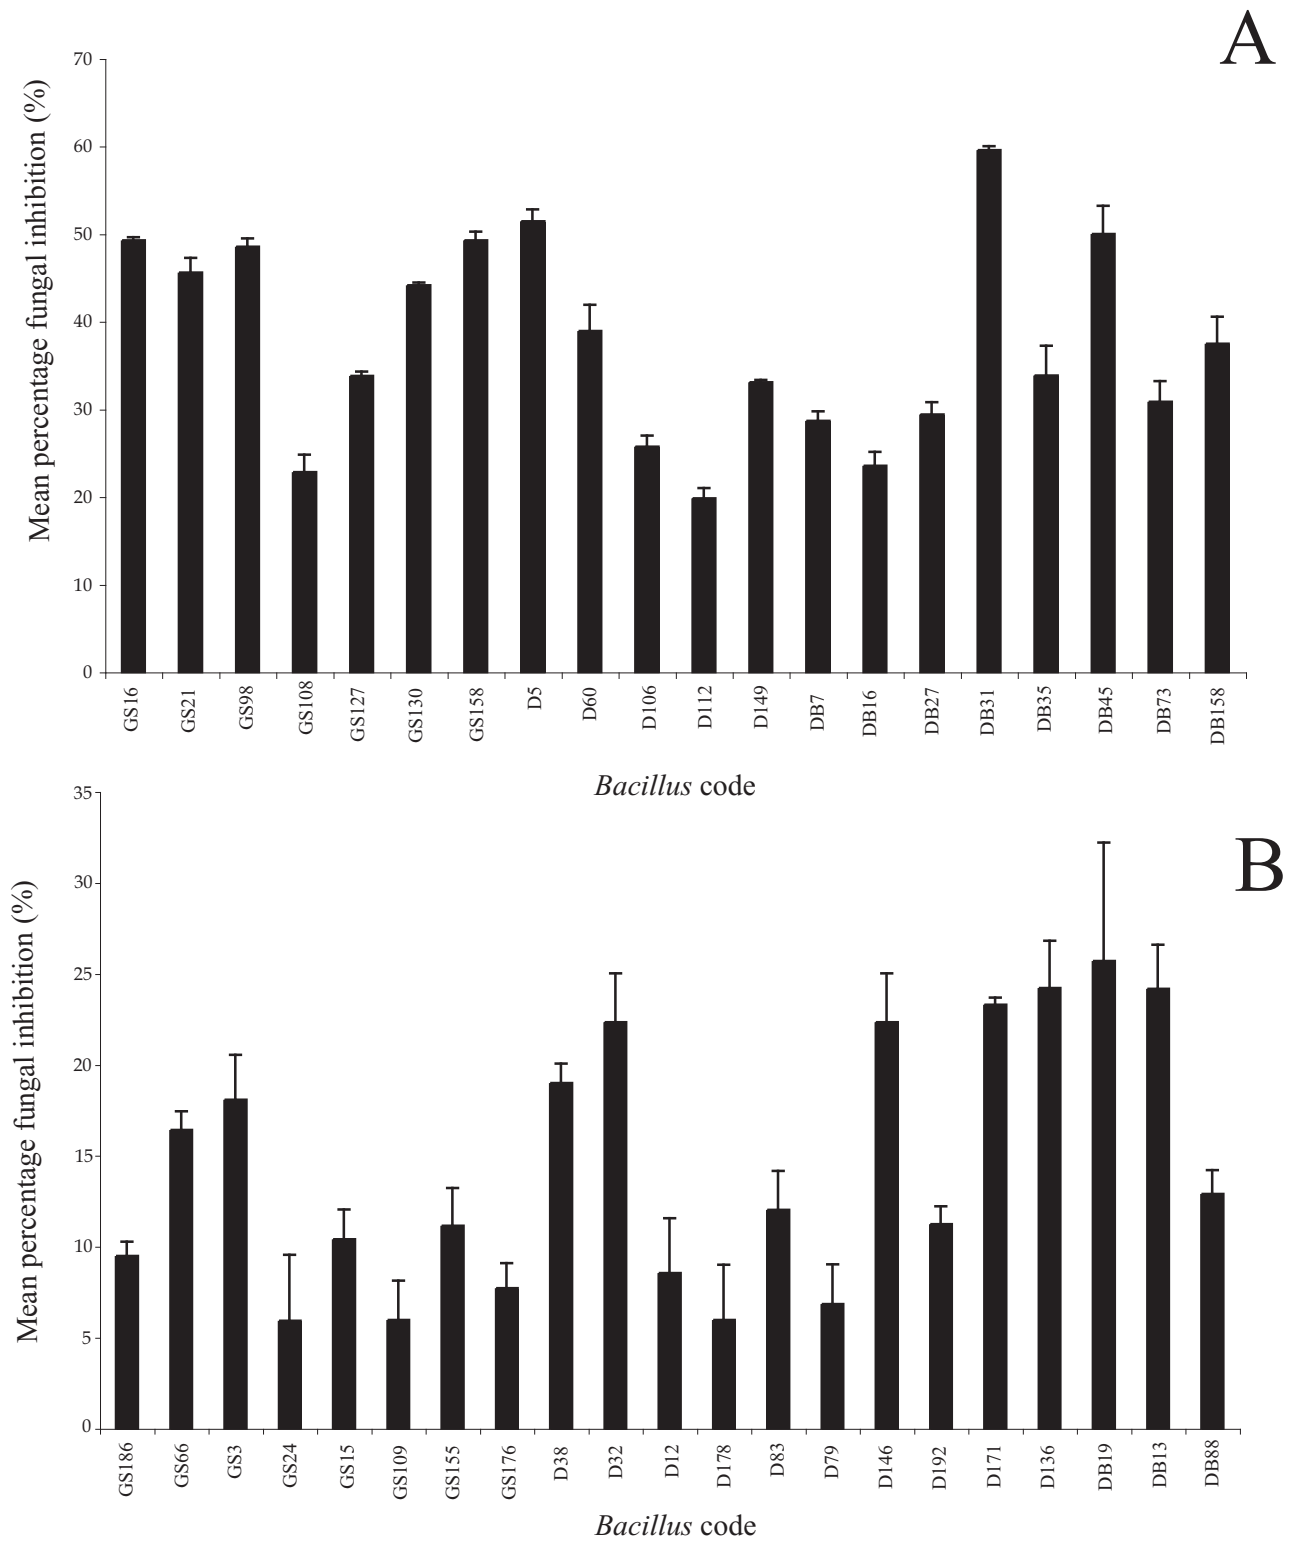 A
Mean percentage fungal inhibition (%)
70
60
50
40
30
20
10
0
GS16 GS21 GS98 GS108 GS127 GS130 GS158 D5 D60 D106 D112 D149 DB7 DB16 DB27 DB31 DB35 DB45 DB73 DB158
Bacillus code
B
Mean percentage fungal inhibition (%)
35
30
25
20
15
10
5
0
GS186 GS66 GS3 GS24 GS15 GS109 GS155 GS176 D38 D32 D12 D178 D83 D79 D146 D192 D171 D136 DB19 DB13 DB88
Bacillus code